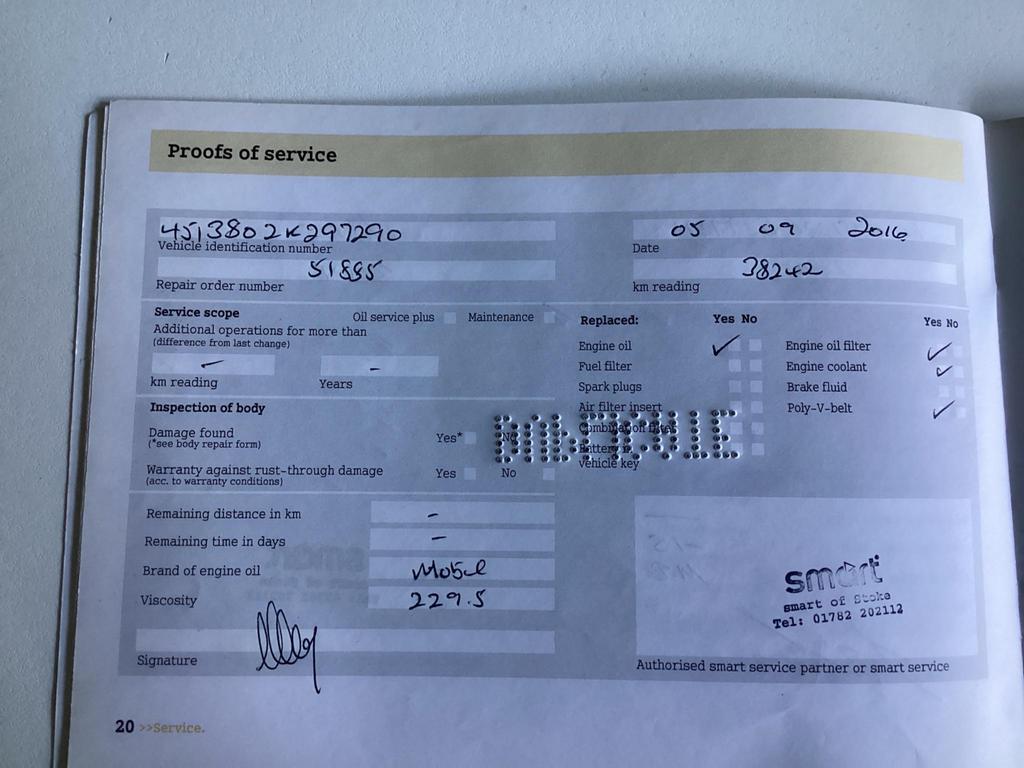 Proofs of service
4513802K297290
Vehicle identification number
05 09 2016
Date
51885
Repair order number
38242
km reading
Service scope
Oil service plus
Maintenance
Additional operations for more than
(difference from last change)
-
-
km reading
Years
Inspection of body
Damage found
(*see body repair form)
Yes*
No
Warranty against rust-through damage
(acc. to warranty conditions)
Yes
No
Remaining distance in km
-
Remaining time in days
-
Brand of engine oil
Mobil
Viscosity
229.5
Signature
Replaced:
Yes No
Yes No
Engine oil
Fuel filter
Spark plugs
Air filter insert
Combination filter
Battery in
vehicle key
Engine oil filter
Engine coolant
Brake fluid
Poly-V-belt
smart
smart of Stoke
Tel: 01782 202112
Authorised smart service partner or smart service
20 >>Service.